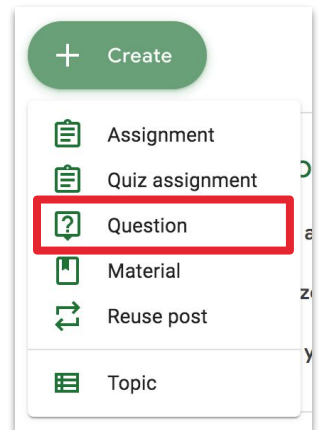 Create
Assignment
Quiz assignment
Question
Material
Reuse post
Topic